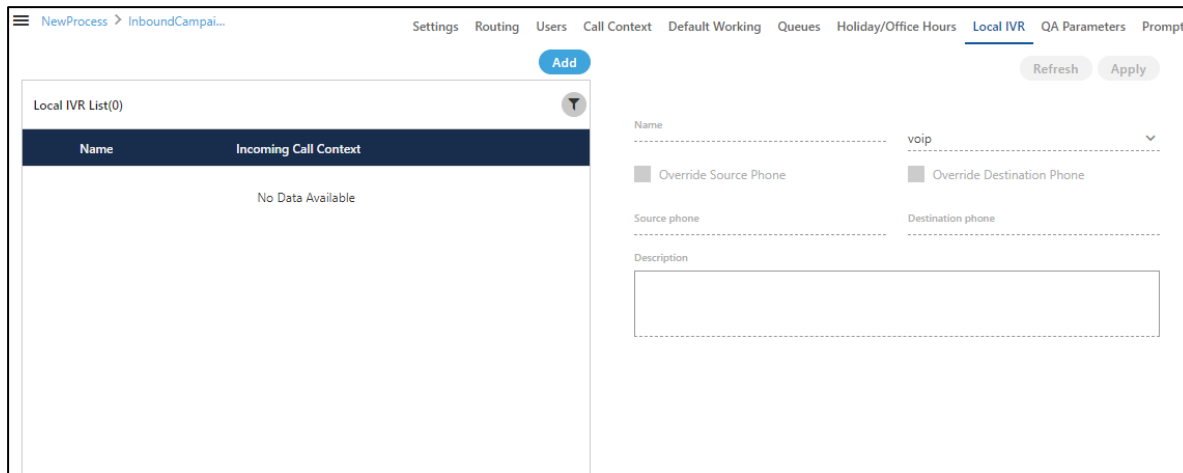 NewProcess > InboundCampai...
Settings Routing Users Call Context Default Working Queues Holiday/Office Hours Local IVR QA Parameters Prompt
Add
Refresh Apply
Local IVR List(0)
Name Incoming Call Context
No Data Available
Name
voip
Override Source Phone Override Destination Phone
Source phone Destination phone
Description